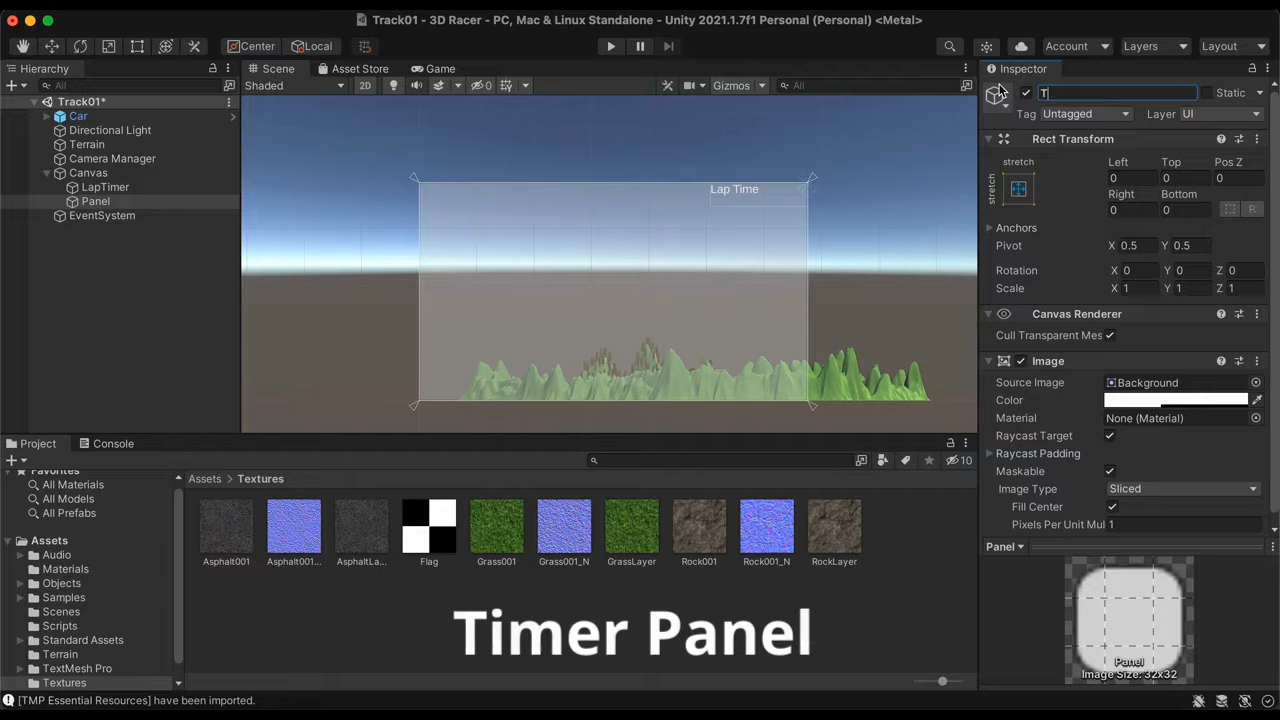 Track01 - 3D Racer - PC, Mac & Linux Standalone - Unity 2021.1.7f1 Personal (Personal) <Metal>
Center
Local
Account
Layers
Layout
Hierarchy
All
Track01*
Car
Directional Light
Terrain
Camera Manager
Canvas
LapTimer
Panel
EventSystem
Scene
Asset Store
Game
Shaded
2D
0
Gizmos
All
Lap Time
Inspector
T
Static
Tag
Untagged
Layer
UI
Rect Transform
stretch
stretch
Left
Top
Pos Z
0
0
0
Right
Bottom
0
0
R
Anchors
Pivot
X 0.5
Y 0.5
Rotation
X 0
Y 0
Z 0
Scale
X 1
Y 1
Z 1
Canvas Renderer
Cull Transparent Mes
Image
Source Image
Background
Color
Material
None (Material)
Raycast Target
Raycast Padding
Maskable
Image Type
Sliced
Fill Center
Pixels Per Unit Mul
1
Panel
Panel
Image Size: 32x32
Project
Console
10
Favorites
All Materials
All Models
All Prefabs
Assets
Audio
Materials
Objects
Samples
Scenes
Scripts
Standard Assets
Terrain
TextMesh Pro
Textures
Assets
Textures
Asphalt001
Asphalt001...
AsphaltLa...
Flag
Grass001
Grass001_N
GrassLayer
Rock001
Rock001_N
RockLayer
Timer Panel
[TMP Essential Resources] have been imported.